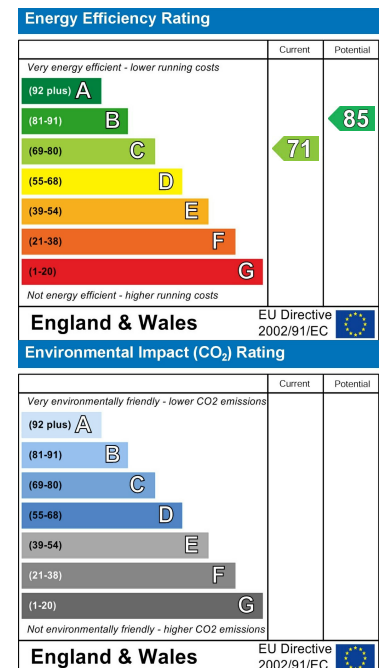 Energy Efficiency Rating
Current Potential
Very energy efficient - lower running costs
(92 plus) A
(81-91) B 85
(69-80) C 71
(55-68) D
(39-54) E
(21-38) F
(1-20) G
Not energy efficient - higher running costs
England & Wales EU Directive
2002/91/EC
Environmental Impact (CO₂) Rating
Current Potential
Very environmentally friendly - lower CO2 emissions
(92 plus) A
(81-91) B
(69-80) C
(55-68) D
(39-54) E
(21-38) F
(1-20) G
Not environmentally friendly - higher CO2 emissions
England & Wales EU Directive
2002/91/EC